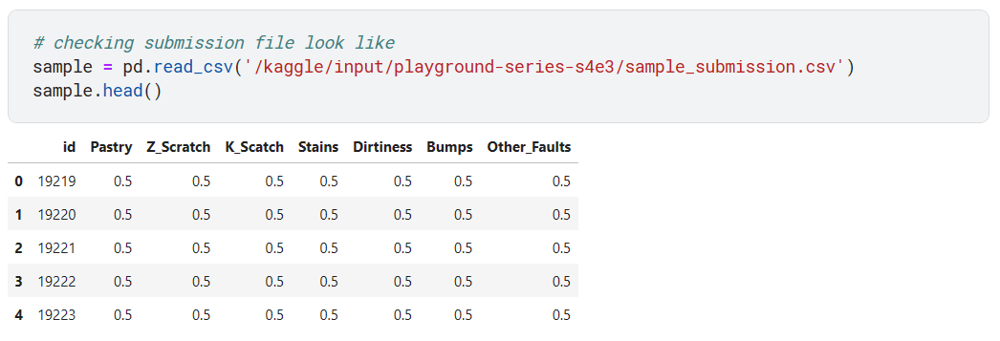 # checking submission file look like
sample = pd.read_csv('/kaggle/input/playground-series-s4e3/sample_submission.csv')
sample.head()
id Pastry Z_Scratch K_Scatch Stains Dirtiness Bumps Other_Faults
0 19219 0.5 0.5 0.5 0.5 0.5 0.5 0.5
1 19220 0.5 0.5 0.5 0.5 0.5 0.5 0.5
2 19221 0.5 0.5 0.5 0.5 0.5 0.5 0.5
3 19222 0.5 0.5 0.5 0.5 0.5 0.5 0.5
4 19223 0.5 0.5 0.5 0.5 0.5 0.5 0.5